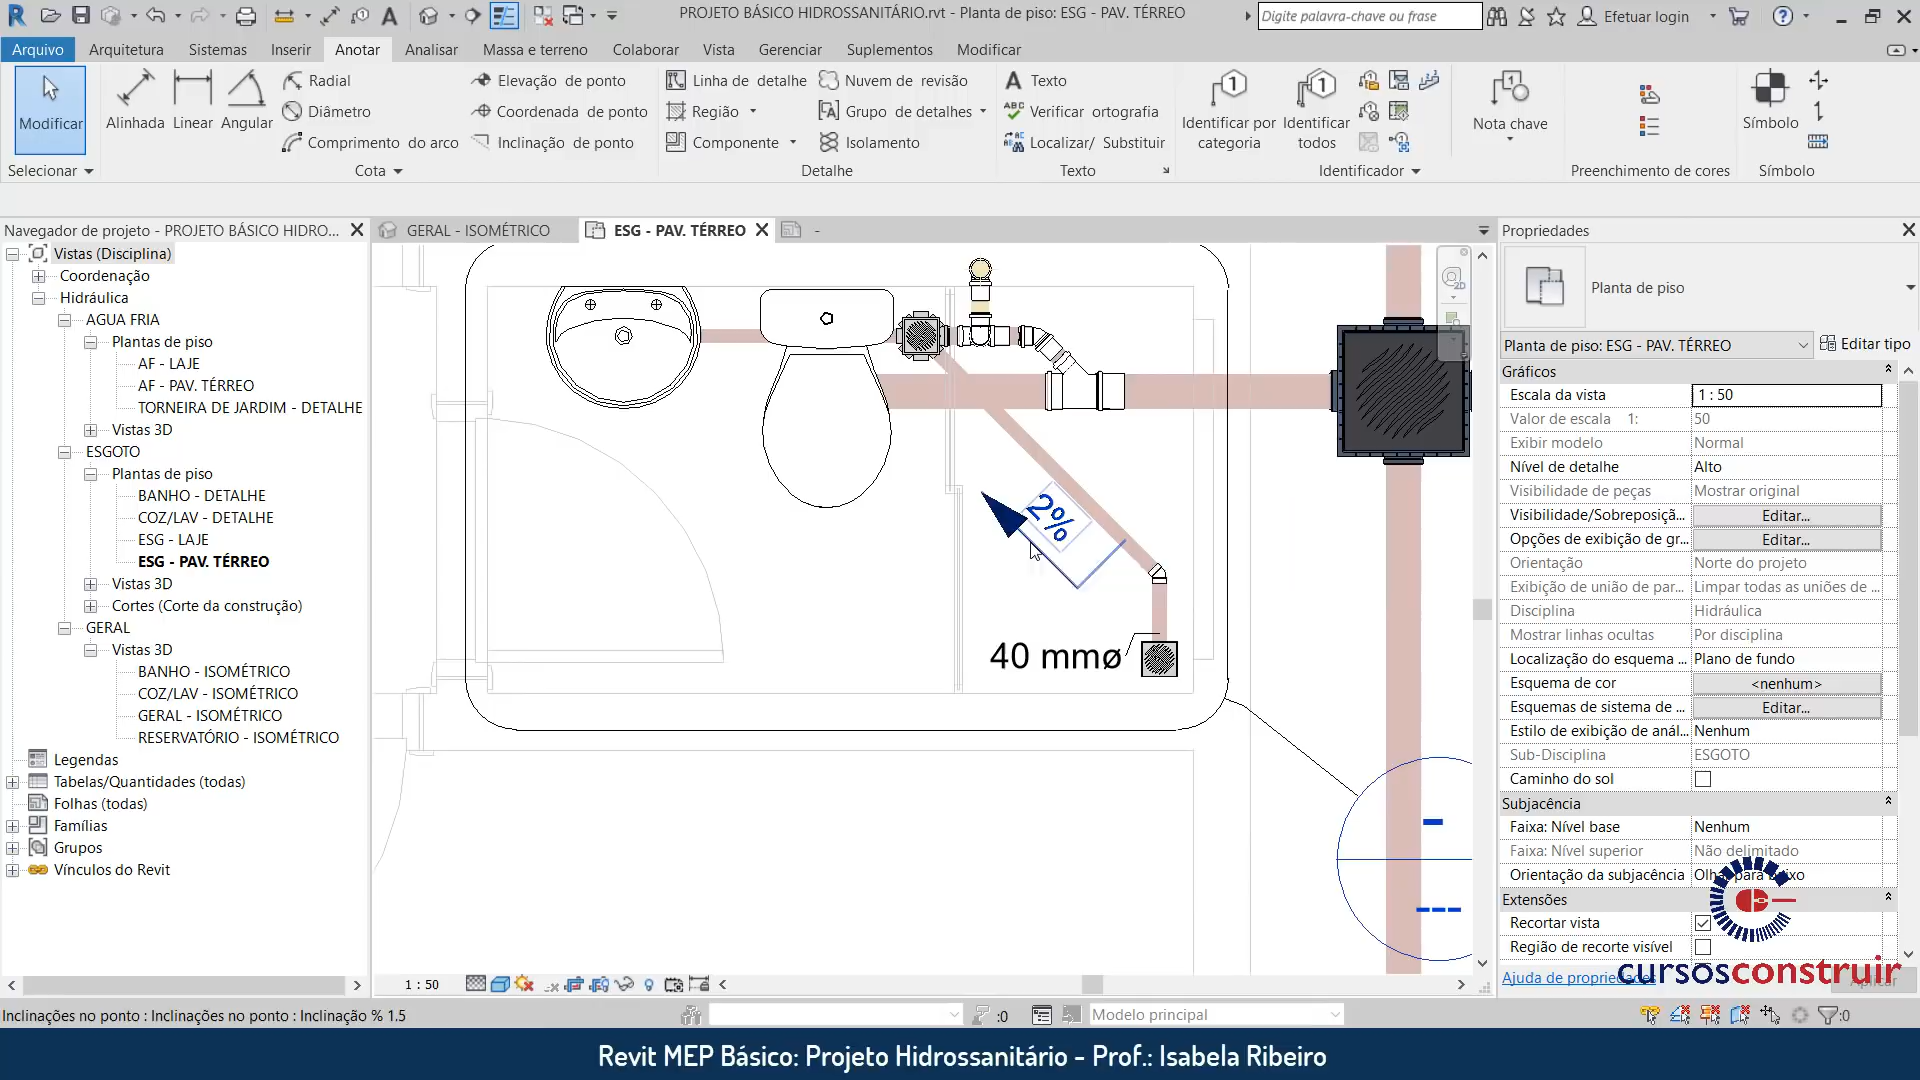 PROJETO BÁSICO HIDROSSANITÁRIO.rvt - Planta de piso: ESG - PAV. TÉRREO
Digite palavra-chave ou frase
Efetuar login
Arquivo Arquitetura Sistemas Inserir Anotar Analisar Massa e terreno Colaborar Vista Gerenciar Suplementos Modificar
Modificar
Alinhada Linear Angular
Radial
Diâmetro
Comprimento do arco
Elevação de ponto
Coordenada de ponto
Inclinação de ponto
Linha de detalhe
Região
Componente
Nuvem de revisão
Grupo de detalhes
Isolamento
Texto
Verificar ortografia
Localizar/ Substituir
Identificar por categoria
Identificar todos
Nota chave
Símbolo
Selecionar Cota Detalhe Texto Identificador Preenchimento de cores Símbolo
Navegador de projeto - PROJETO BÁSICO HIDRO...
GERAL - ISOMÉTRICO
ESG - PAV. TÉRREO
-
Propriedades
Vistas (Disciplina)
Coordenação
Hidráulica
AGUA FRIA
Plantas de piso
AF - LAJE
AF - PAV. TÉRREO
TORNEIRA DE JARDIM - DETALHE
Vistas 3D
ESGOTO
Plantas de piso
BANHO - DETALHE
COZ/LAV - DETALHE
ESG - LAJE
ESG - PAV. TÉRREO
Vistas 3D
Cortes (Corte da construção)
GERAL
Vistas 3D
BANHO - ISOMÉTRICO
COZ/LAV - ISOMÉTRICO
GERAL - ISOMÉTRICO
RESERVATÓRIO - ISOMÉTRICO
Legendas
Tabelas/Quantidades (todas)
Folhas (todas)
Famílias
Grupos
Vínculos do Revit
2%
40 mmø
Planta de piso
Planta de piso: ESG - PAV. TÉRREO
Editar tipo
Gráficos
Escala da vista 1 : 50
Valor de escala 1: 50
Exibir modelo Normal
Nível de detalhe Alto
Visibilidade de peças Mostrar original
Visibilidade/Sobreposiçã... Editar...
Opções de exibição de gr... Editar...
Orientação Norte do projeto
Exibição de união de par... Limpar todas as uniões de ...
Disciplina Hidráulica
Mostrar linhas ocultas Por disciplina
Localização do esquema ... Plano de fundo
Esquema de cor <nenhum>
Esquemas de sistema de ... Editar...
Estilo de exibição de anál... Nenhum
Sub-Disciplina ESGOTO
Caminho do sol
Subjacência
Faixa: Nível base Nenhum
Faixa: Nível superior Não delimitado
Orientação da subjacência
Extensões
Recortar vista
Região de recorte visível
Ajuda de propriedades
Aplicar
cursosconstruir
1 : 50
Inclinações no ponto : Inclinações no ponto : Inclinação % 1.5
:0
Modelo principal
:0
Revit MEP Básico: Projeto Hidrossanitário - Prof.: Isabela Ribeiro